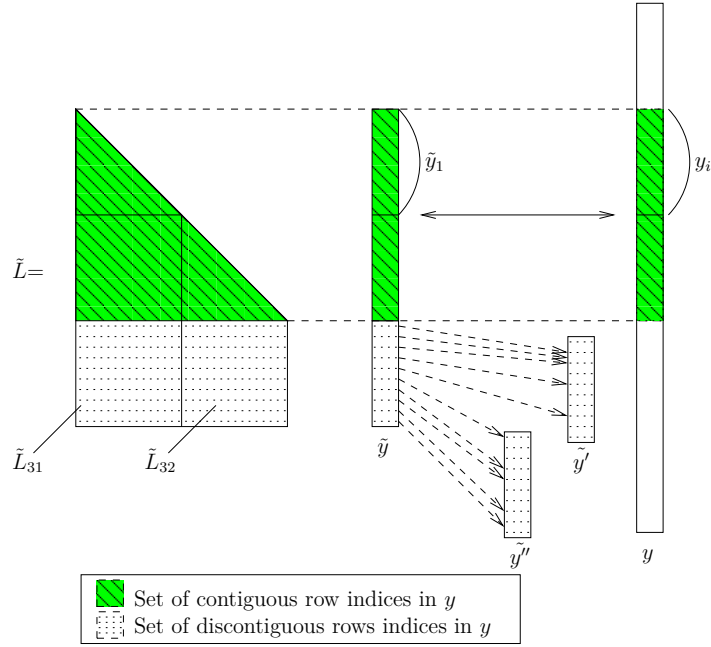 ỹ₁
yᵢ
L̃=
L̃₃₁
L̃₃₂
ỹ
ỹ'
ỹ''
y
Set of contiguous row indices in y
Set of discontiguous rows indices in y